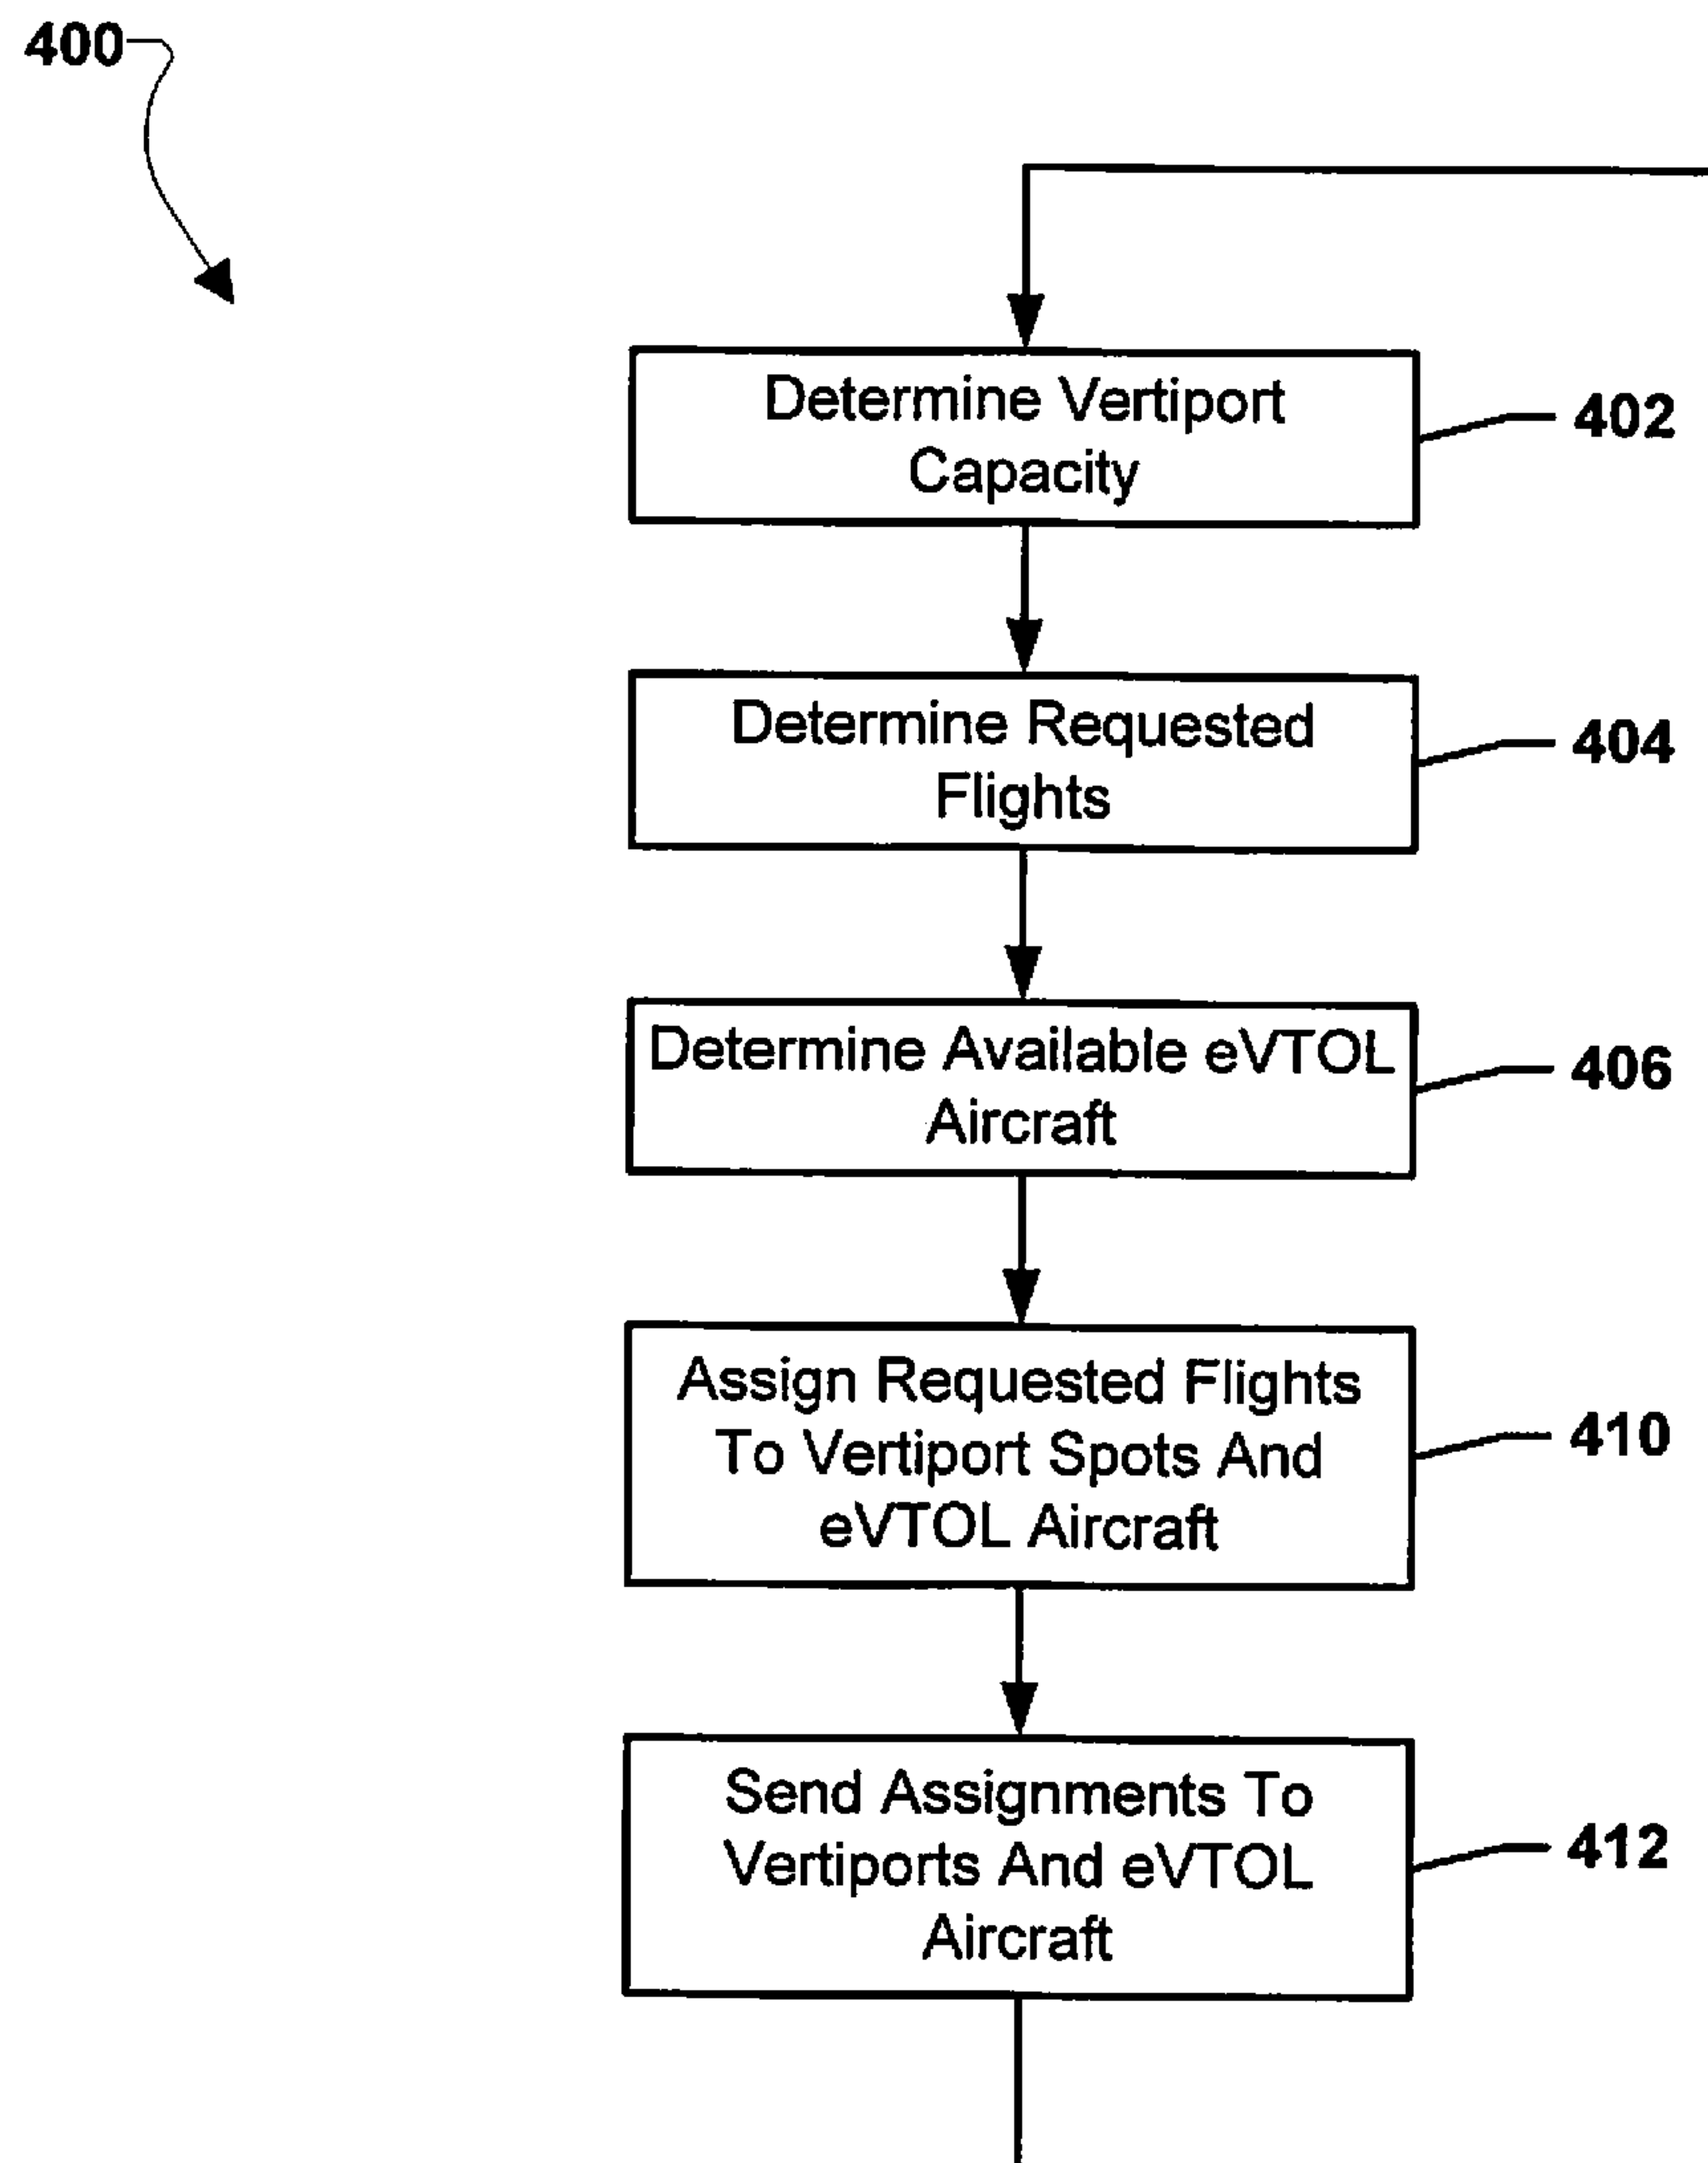 400
Determine Vertiport
Capacity
402
Determine Requested
Flights
404
Determine Available eVTOL
Aircraft
406
Assign Requested Flights
To Vertiport Spots And
eVTOL Aircraft
410
Send Assignments To
Vertiports And eVTOL
Aircraft
412